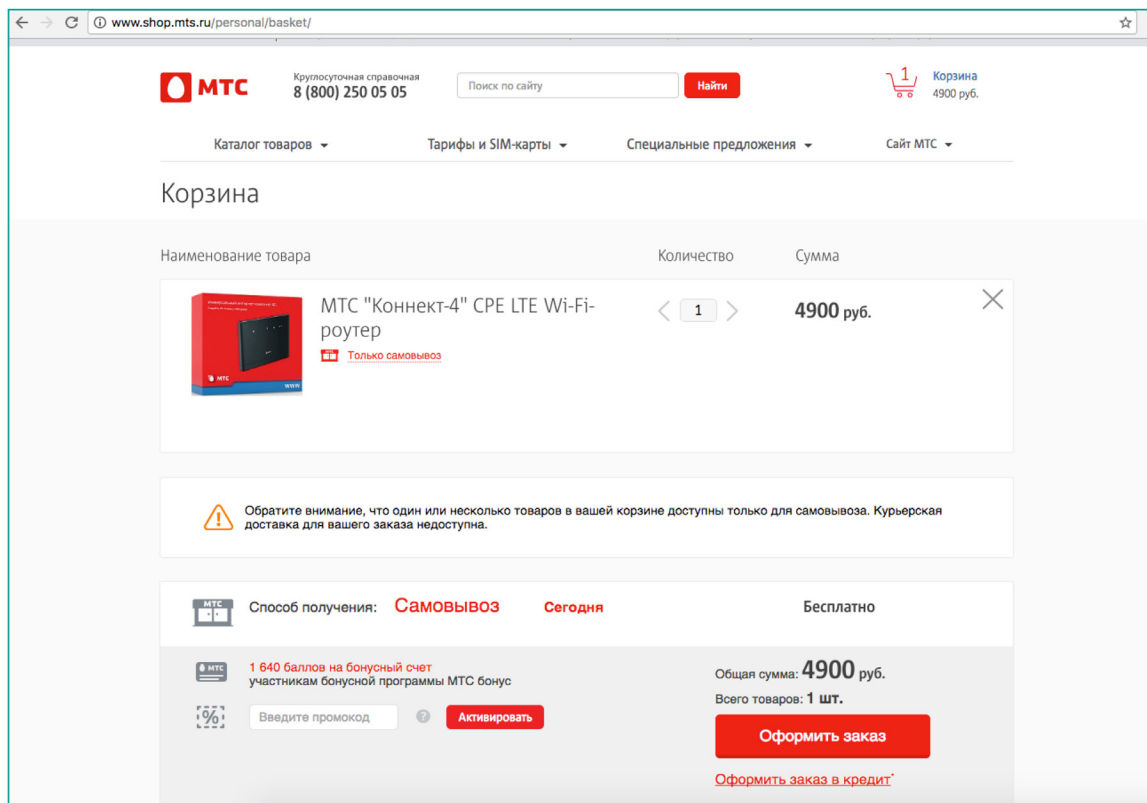 www.shop.mts.ru/personal/basket/
МТС
Круглосуточная справочная
8 (800) 250 05 05
Поиск по сайту
Найти
1
Корзина
4900 руб.
Каталог товаров
Тарифы и SIM-карты
Специальные предложения
Сайт МТС
Корзина
Наименование товара
Количество
Сумма
МТС "Коннект-4" CPE LTE Wi-Fi-
роутер
Только самовывоз
1
4900 руб.
МТС
www
Обратите внимание, что один или несколько товаров в вашей корзине доступны только для самовывоза. Курьерская
доставка для вашего заказа недоступна.
МТС
Способ получения: Самовывоз Сегодня Бесплатно
МТС
1 640 баллов на бонусный счет
участникам бонусной программы МТС бонус
%
Введите промокод
?
Активировать
Общая сумма: 4900 руб.
Всего товаров: 1 шт.
Оформить заказ
Оформить заказ в кредит*